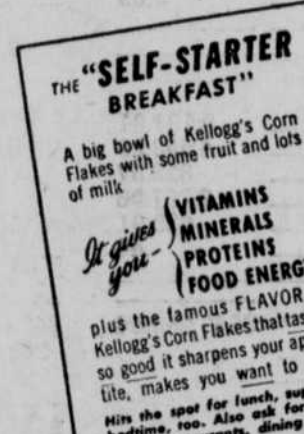 THE "SELF-STARTER
BREAKFAST"
A big bowl of Kellogg's Corn
Flakes with some fruit and lots
of milk
It gives you—
VITAMINS
MINERALS
PROTEINS
FOOD ENERG
plus the famous FLAVOR
Kellogg's Corn Flakes that tas
so good it sharpens your ap
tite, makes you want to
Hits the spot for lunch, sup
bedtime, too. Also ask for
dining